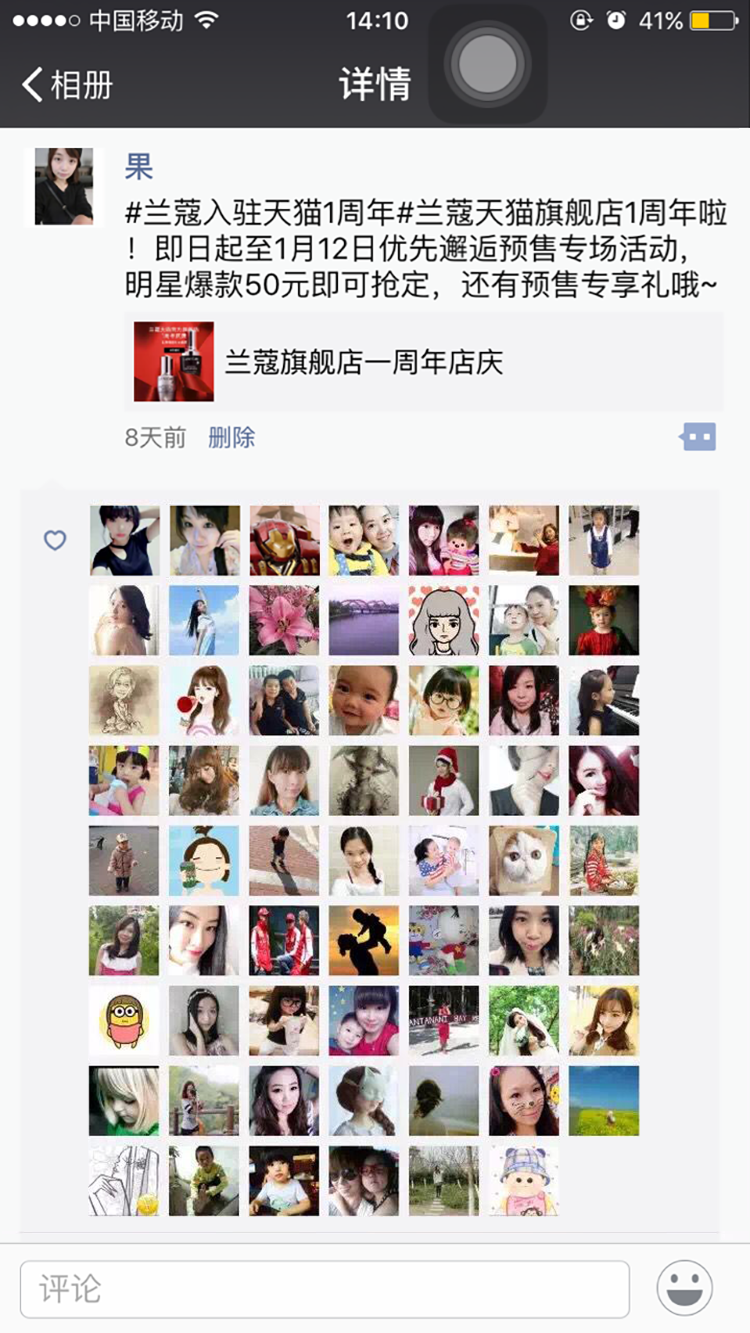 中国移动 14:10 41%
相册 详情
果
#兰蔻入驻天猫1周年#兰蔻天猫旗舰店1周年啦
！即日起至1月12日优先邂逅预售专场活动，
明星爆款50元即可抢定，还有预售专享礼哦~
兰蔻旗舰店一周年店庆
8天前 删除
评论